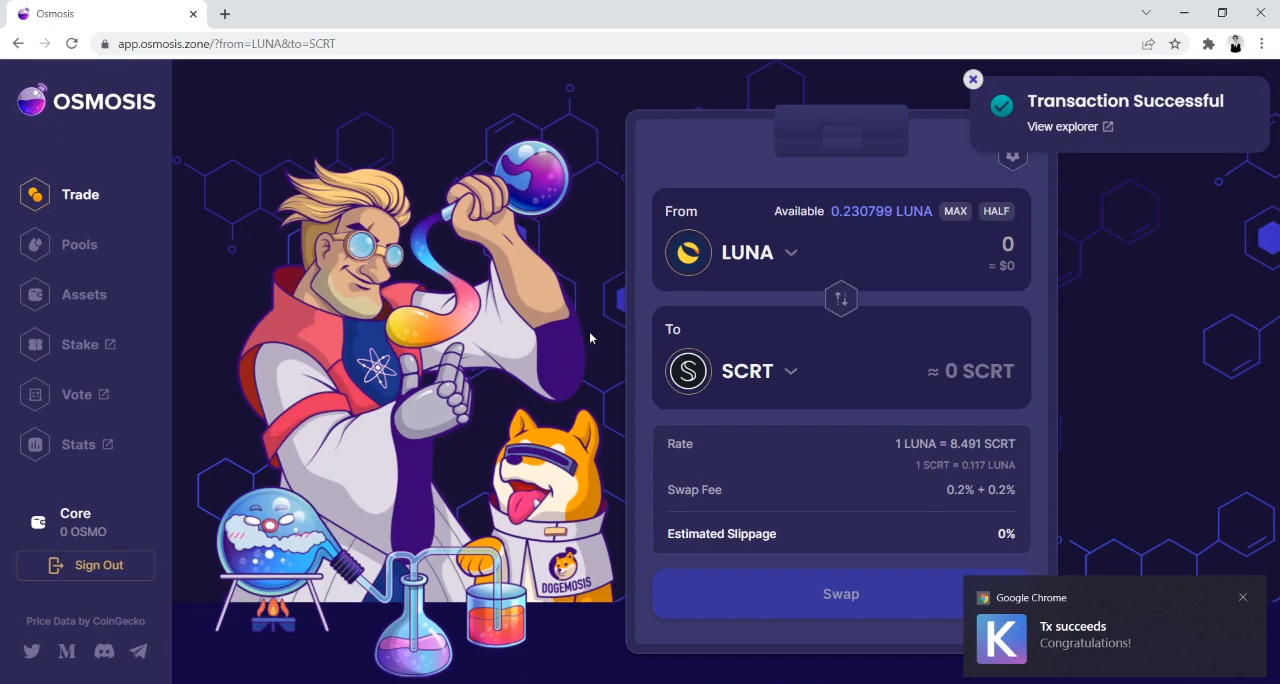 Osmosis
app.osmosis.zone/?from=LUNA&to=SCRT
OSMOSIS
Trade
Pools
Assets
Stake
Vote
Stats
Core
0 OSMO
Sign Out
Price Data by CoinGecko
DOGEMOSIS
Transaction Successful
View explorer
From
Available 0.230799 LUNA MAX HALF
LUNA
0
≈ $0
To
SCRT
≈ 0 SCRT
Rate
1 LUNA = 8.491 SCRT
1 SCRT = 0.117 LUNA
Swap Fee
0.2% + 0.2%
Estimated Slippage
0%
Swap
Google Chrome
K
Tx succeeds
Congratulations!